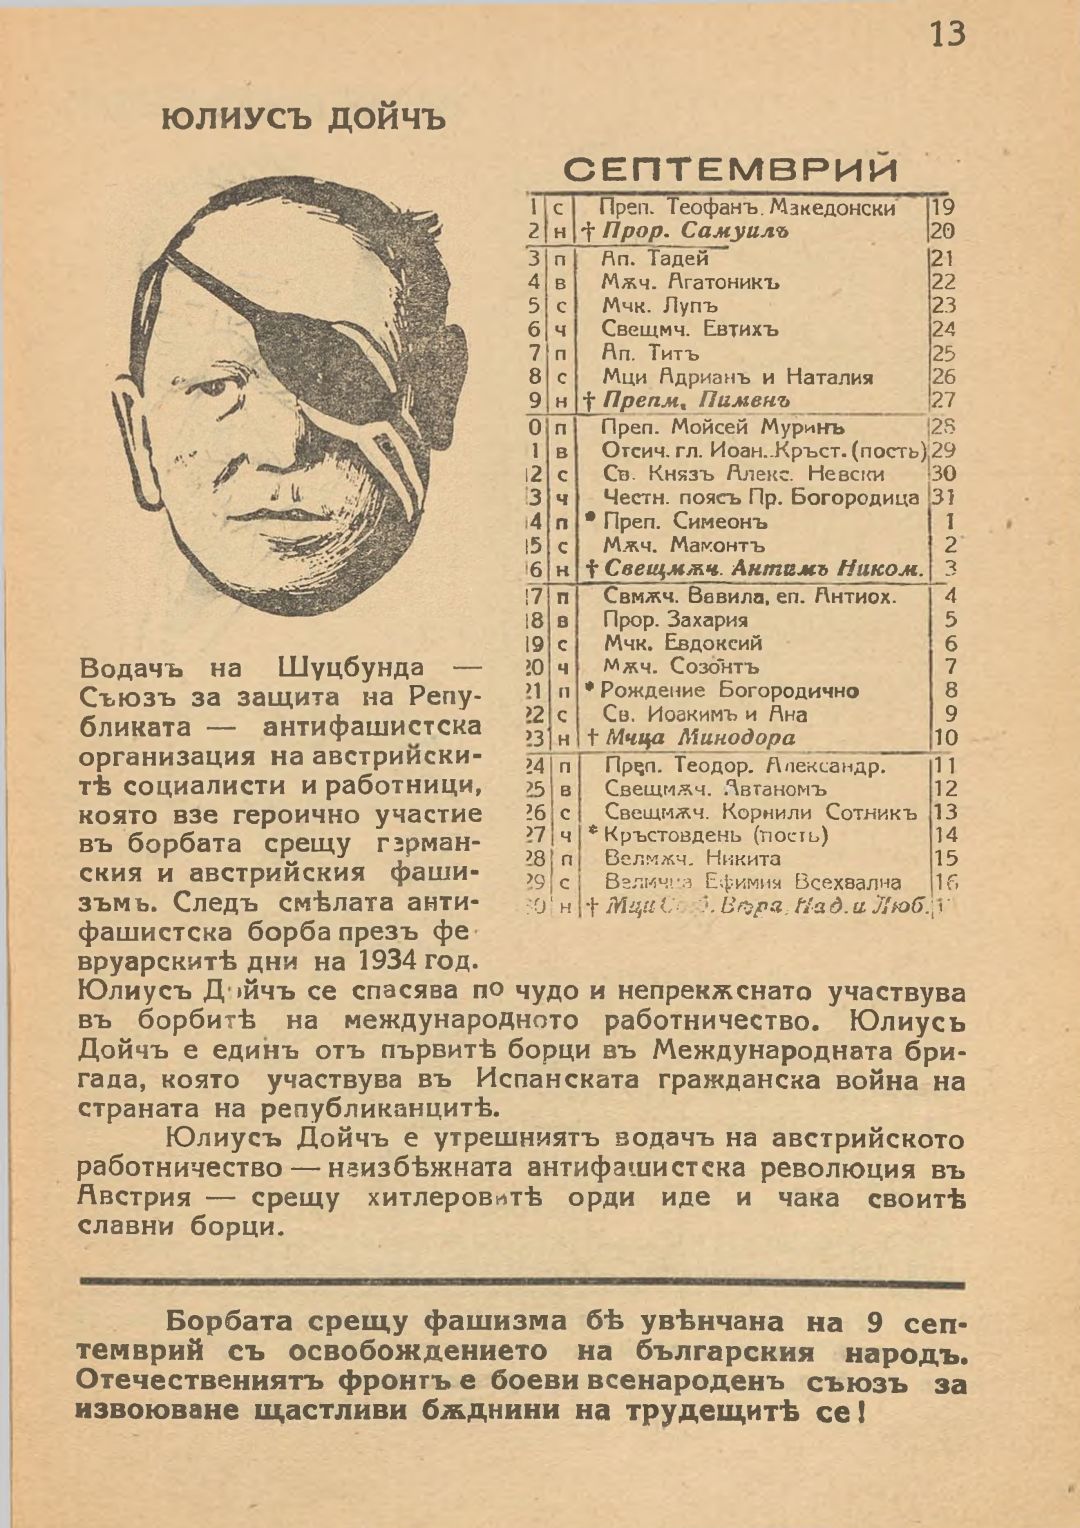 13
ЮЛИУСЪ ДОЙЧЪ
СЕПТЕМВРИЙ
1 с Преп. Теофанъ. Македонски 19
2 н † Прор. Самуилъ 20
3 п Ап. Тадей 21
4 в Мѫч. Агатоникъ 22
5 с Мчк. Лупъ 23
6 ч Свещмч. Евтихъ 24
7 п Ап. Титъ 25
8 с Мци Адрианъ и Наталия 26
9 н † Препм. Пименъ 27
0 п Преп. Мойсей Муринъ 28
1 в Отсич. гл. Иоан. Кръст. (пость) 29
12 с Св. Князъ Алекс. Невски 30
13 ч Честн. поясъ Пр. Богородица 31
14 п * Преп. Симеонъ 1
15 с Мѫч. Мамонтъ 2
16 н † Свещмѫч. Антимъ Ником. 3
17 п Свмѫч. Вавила, еп. Антиох. 4
18 в Прор. Захария 5
19 с Мчк. Евдоксий 6
20 ч Мѫч. Созонтъ 7
21 п * Рождение Богородично 8
22 с Св. Иоакимъ и Ана 9
23 н † Мчца Минодора 10
24 п Преп. Теодор. Александр. 11
25 в Свещмѫч. Автаномъ 12
26 с Свещмѫч. Корнили Сотникъ 13
27 ч * Кръстовдень (пость) 14
28 п Велмѫч. Никита 15
29 с Велмчца Ефимия Всехвална 16
30 н † Мци Вѣра, Над. и Люб.
Водачъ на Шуцбунда —
Съюзъ за защита на Репу-
бликата — антифашистска
организация на австрийски-
тѣ социалисти и работници,
която взе героично участие
въ борбата срещу герман-
ския и австрийския фаши-
зъмъ. Следъ смѣлата анти-
фашистска борба презъ фе-
вруарскитѣ дни на 1934 год.
Юлиусъ Дойчъ се спасява по чудо и непрекѫснато участвува
въ борбитѣ на международното работничество. Юлиусъ
Дойчъ е единъ отъ първитѣ борци въ Международната бри-
гада, която участвува въ Испанската гражданска война на
страната на републиканцитѣ.
Юлиусъ Дойчъ е утрешниятъ водачъ на австрийското
работничество — неизбѣжната антифашистска революция въ
Австрия — срещу хитлеровитѣ орди иде и чака своитѣ
славни борци.
Борбата срещу фашизма бѣ увѣнчана на 9 сеп-
темврий съ освобождението на българския народъ.
Отечествениятъ фронтъ е боеви всенароденъ съюзъ за
извоюване щастливи бѫднини на трудещитѣ се!